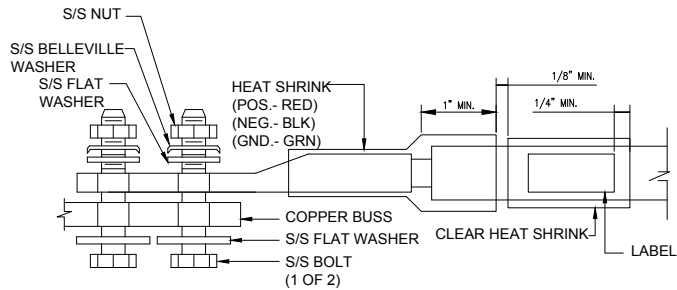 S/S NUT
S/S BELLEVILLE
WASHER
S/S FLAT
WASHER
HEAT SHRINK
(POS.- RED)
(NEG.- BLK)
(GND.- GRN)
1" MIN.
1/8" MIN.
1/4" MIN.
COPPER BUSS
S/S FLAT WASHER
S/S BOLT
(1 OF 2)
CLEAR HEAT SHRINK
LABEL